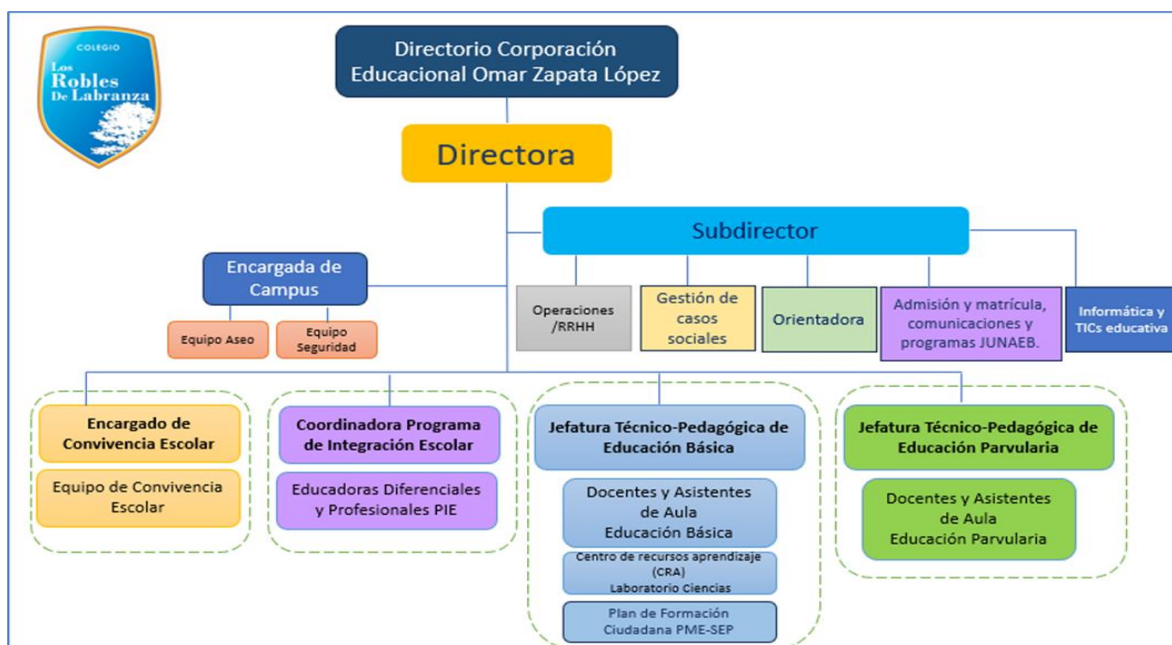 COLEGIO
Los
Robles
De Labranza
Directorio Corporación
Educacional Omar Zapata López
Directora
Subdirector
Encargada de
Campus
Equipo Aseo
Equipo
Seguridad
Operaciones
/RRHH
Gestión de
casos
sociales
Orientadora
Admisión y matrícula,
comunicaciones y
programas JUNAEB.
Informática y
TICs educativa
Encargado de
Convivencia Escolar
Equipo de Convivencia
Escolar
Coordinadora Programa
de Integración Escolar
Educadoras Diferenciales
y Profesionales PIE
Jefatura Técnico-Pedagógica de
Educación Básica
Docentes y Asistentes
de Aula
Educación Básica
Centro de recursos aprendizaje
(CRA)
Laboratorio Ciencias
Plan de Formación
Ciudadana PME-SEP
Jefatura Técnico-Pedagógica de
Educación Parvularia
Docentes y Asistentes
de Aula
Educación Parvularia